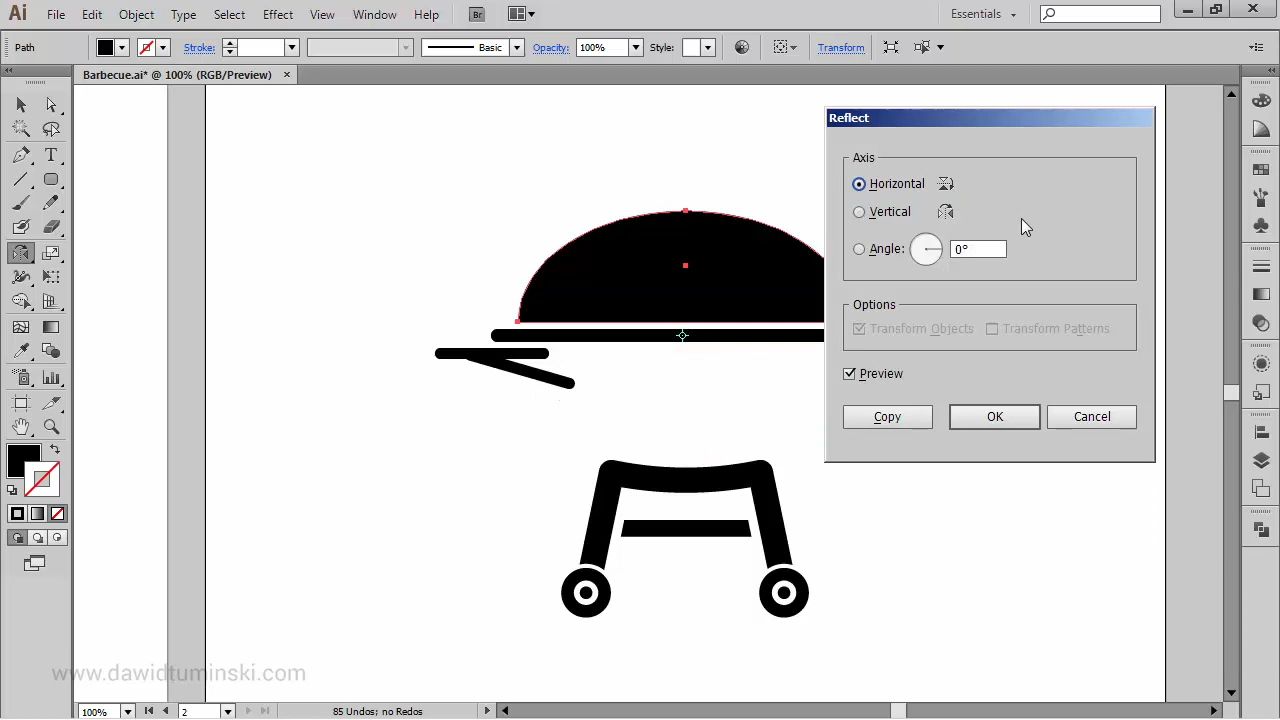 Ai File Edit Object Type Select Effect View Window Help Br Essentials
Path Stroke: Basic Opacity: 100% Style: Transform
Barbecue.ai* @ 100% (RGB/Preview)
Reflect
Axis
Horizontal
Vertical
Angle: 0°
Options
Transform Objects Transform Patterns
Preview
Copy OK Cancel
www.dawidtuminski.com
100% 2 85 Undos; no Redos